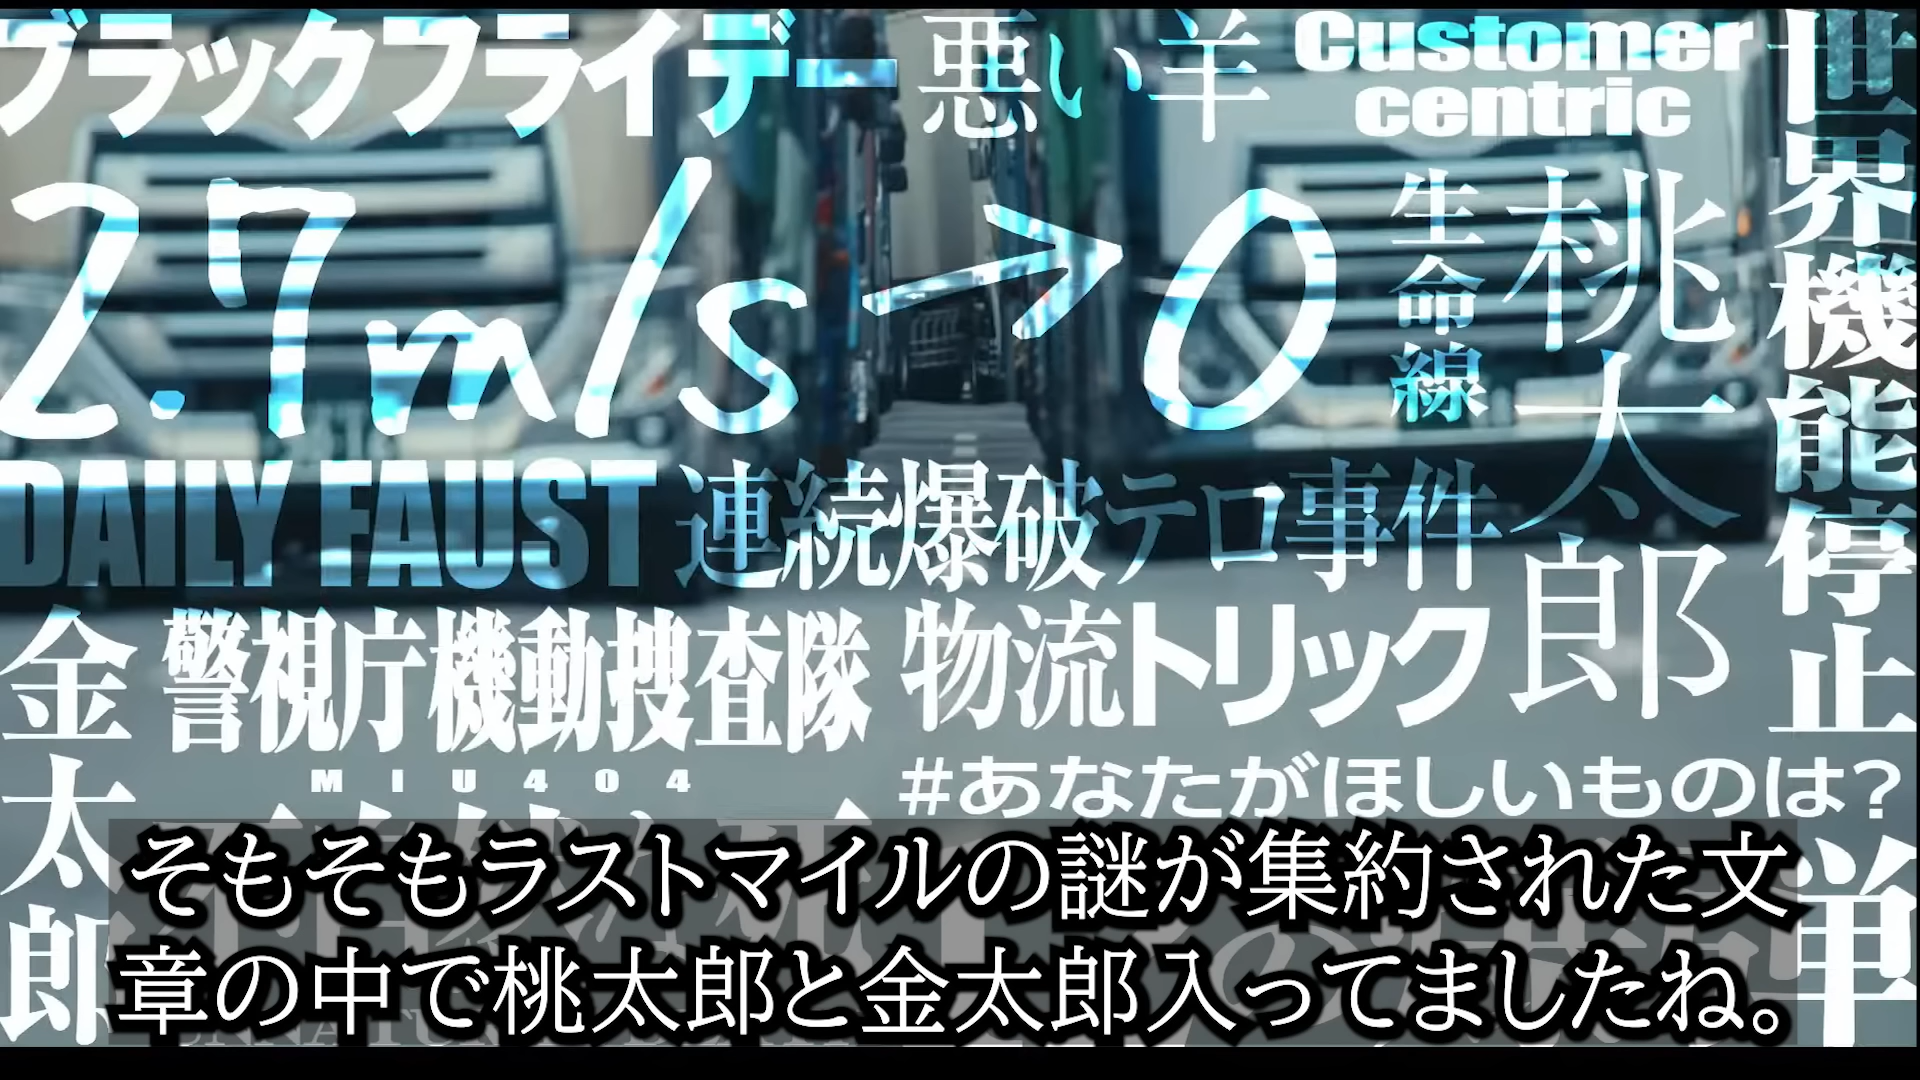 ブラックフライデー
悪い羊
Customer
centric
世界機能停止
2.7m/s→0
生命線
桃太郎
DAILY FAUST
連続爆破テロ事件
金太郎
警視庁機動捜査隊
MIU404
物流トリック
#あなたがほしいものは?
そもそもラストマイルの謎が集約された文
章の中で桃太郎と金太郎入ってましたね。